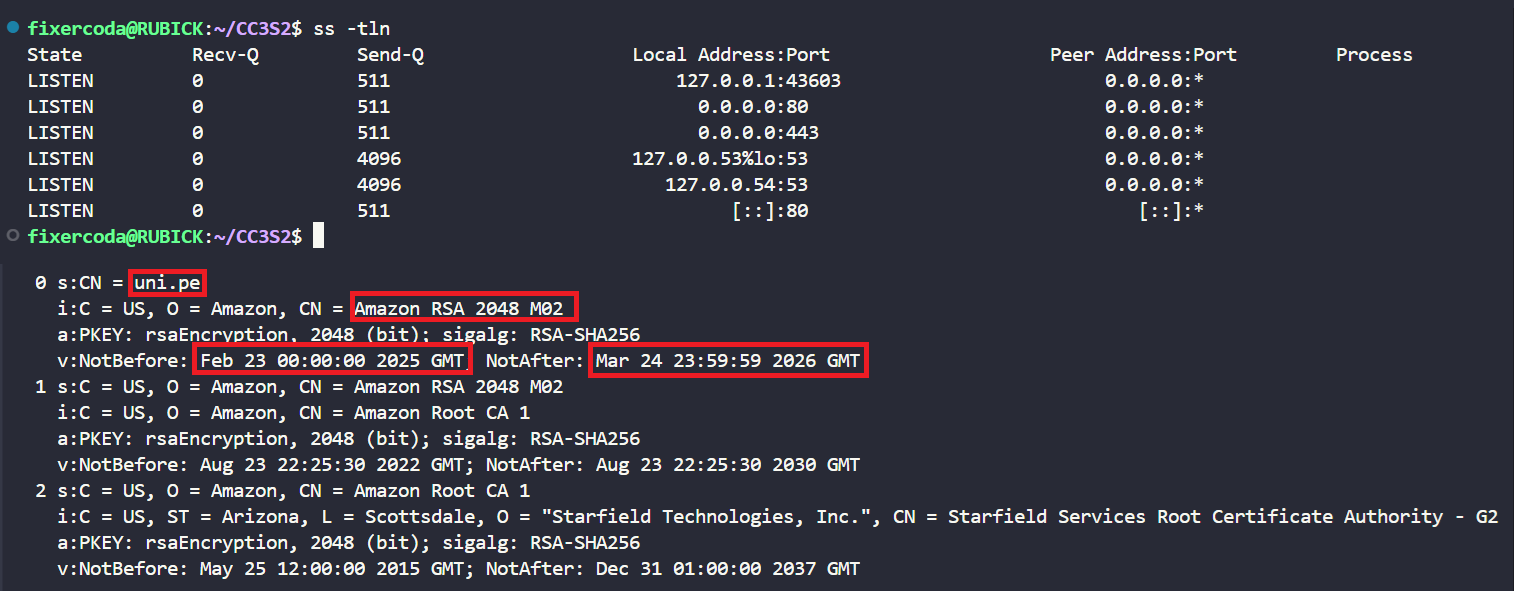 fixercoda@RUBICK:~/CC3S2$ ss -tln
State Recv-Q Send-Q Local Address:Port Peer Address:Port Process
LISTEN 0 511 127.0.0.1:43603 0.0.0.0:*
LISTEN 0 511 0.0.0.0:80 0.0.0.0:*
LISTEN 0 511 0.0.0.0:443 0.0.0.0:*
LISTEN 0 4096 127.0.0.53%lo:53 0.0.0.0:*
LISTEN 0 4096 127.0.0.54:53 0.0.0.0:*
LISTEN 0 511 [::]:80 [::]:*
fixercoda@RUBICK:~/CC3S2$
0 s:CN = uni.pe
i:C = US, O = Amazon, CN = Amazon RSA 2048 M02
a:PKEY: rsaEncryption, 2048 (bit); sigalg: RSA-SHA256
v:NotBefore: Feb 23 00:00:00 2025 GMT; NotAfter: Mar 24 23:59:59 2026 GMT
1 s:C = US, O = Amazon, CN = Amazon RSA 2048 M02
i:C = US, O = Amazon, CN = Amazon Root CA 1
a:PKEY: rsaEncryption, 2048 (bit); sigalg: RSA-SHA256
v:NotBefore: Aug 23 22:25:30 2022 GMT; NotAfter: Aug 23 22:25:30 2030 GMT
2 s:C = US, O = Amazon, CN = Amazon Root CA 1
i:C = US, ST = Arizona, L = Scottsdale, O = "Starfield Technologies, Inc.", CN = Starfield Services Root Certificate Authority - G2
a:PKEY: rsaEncryption, 2048 (bit); sigalg: RSA-SHA256
v:NotBefore: May 25 12:00:00 2015 GMT; NotAfter: Dec 31 01:00:00 2037 GMT